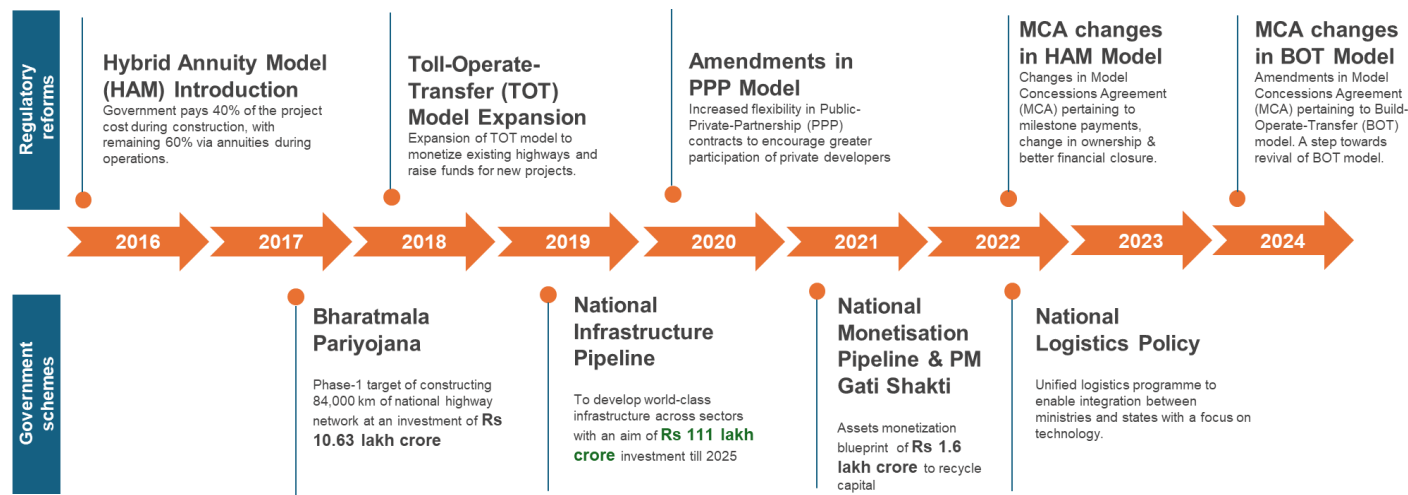 Regulatory
reforms
Hybrid Annuity Model
(HAM) Introduction
Government pays 40% of the project
cost during construction, with
remaining 60% via annuities during
operations.
Toll-Operate-
Transfer (TOT)
Model Expansion
Expansion of TOT model to
monetize existing highways and
raise funds for new projects.
Amendments in
PPP Model
Increased flexibility in Public-
Private-Partnership (PPP)
contracts to encourage greater
participation of private developers
MCA changes
in HAM Model
Changes in Model
Concessions Agreement
(MCA) pertaining to
milestone payments,
change in ownership &
better financial closure.
MCA changes
in BOT Model
Amendments in Model
Concessions Agreement
(MCA) pertaining to Build-
Operate-Transfer (BOT)
model. A step towards
revival of BOT model.
2016 2017 2018 2019 2020 2021 2022 2023 2024
Government
schemes
Bharatmala
Pariyojana
Phase-1 target of constructing
84,000 km of national highway
network at an investment of Rs
10.63 lakh crore
National
Infrastructure
Pipeline
To develop world-class
infrastructure across sectors
with an aim of Rs 111 lakh
crore investment till 2025
National
Monetisation
Pipeline & PM
Gati Shakti
Assets monetization
blueprint of Rs 1.6
lakh crore to recycle
capital
National
Logistics Policy
Unified logistics programme to
enable integration between
ministries and states with a focus on
technology.